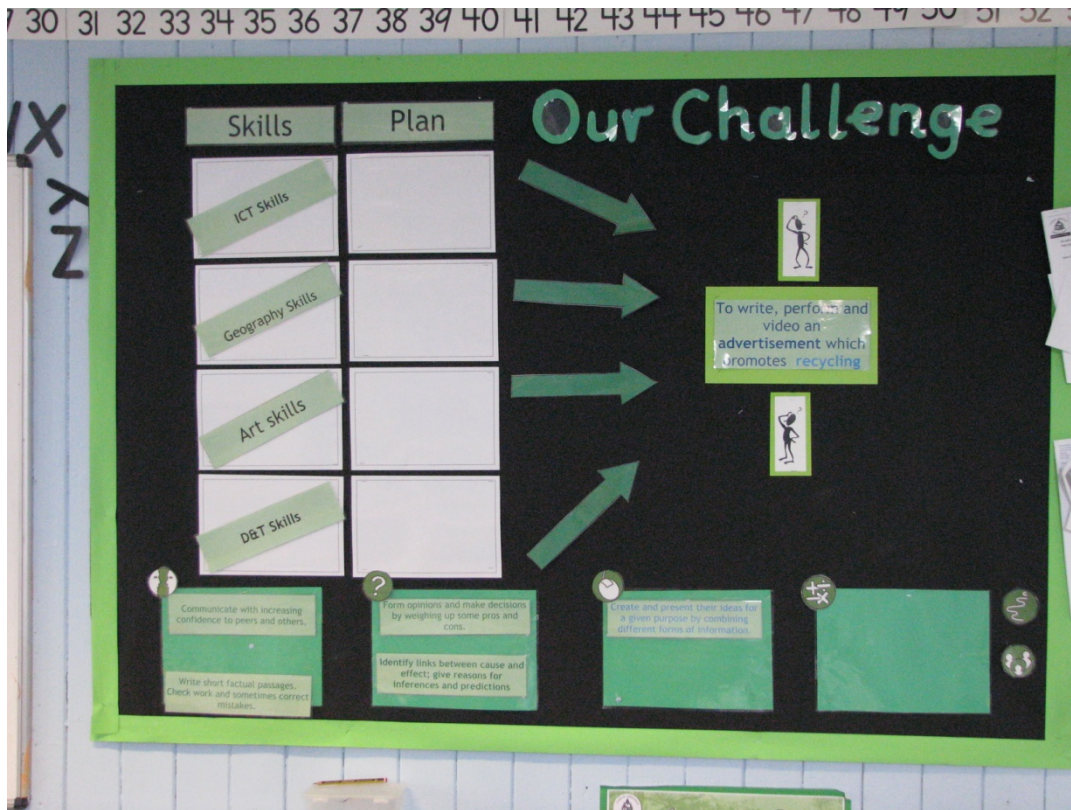 30 31 32 33 34 35 36 37 38 39 40 41 42 43 44 45 46 47 48 49 50 51 52
X
Y
Z
Our Challenge
Skills
Plan
ICT Skills
Geography Skills
Art skills
D&T Skills
To write, perform and
video an
advertisement which
promotes recycling
Communicate with increasing
confidence to peers and others.
Write short factual passages.
Check work and sometimes correct
mistakes.
?
Form opinions and make decisions
by weighing up some pros and
cons.
Identify links between cause and
effect; give reasons for
inferences and predictions
Create and present their ideas for
a given purpose by combining
different forms of information.